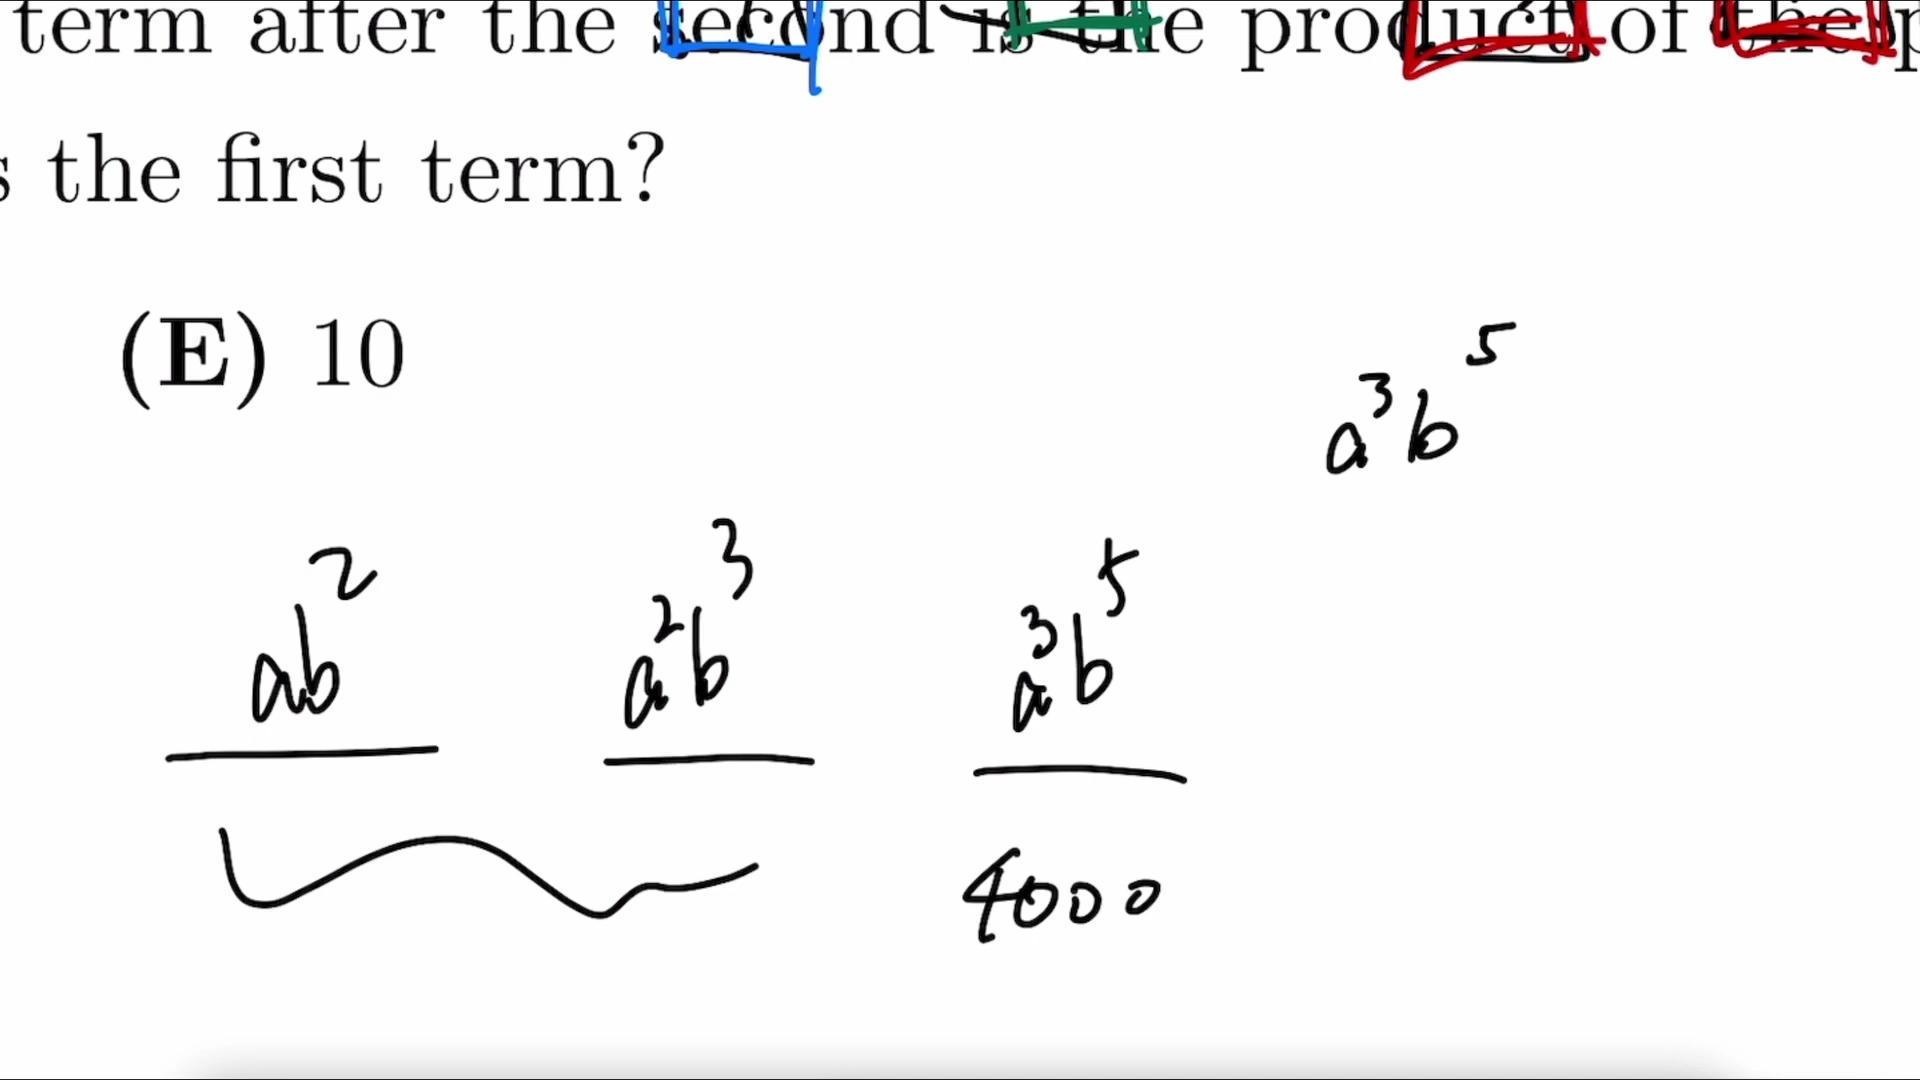 term after the second is the product of the p
s the first term?
(E) 10
a³b⁵
ab² a²b³ a³b⁵
4000